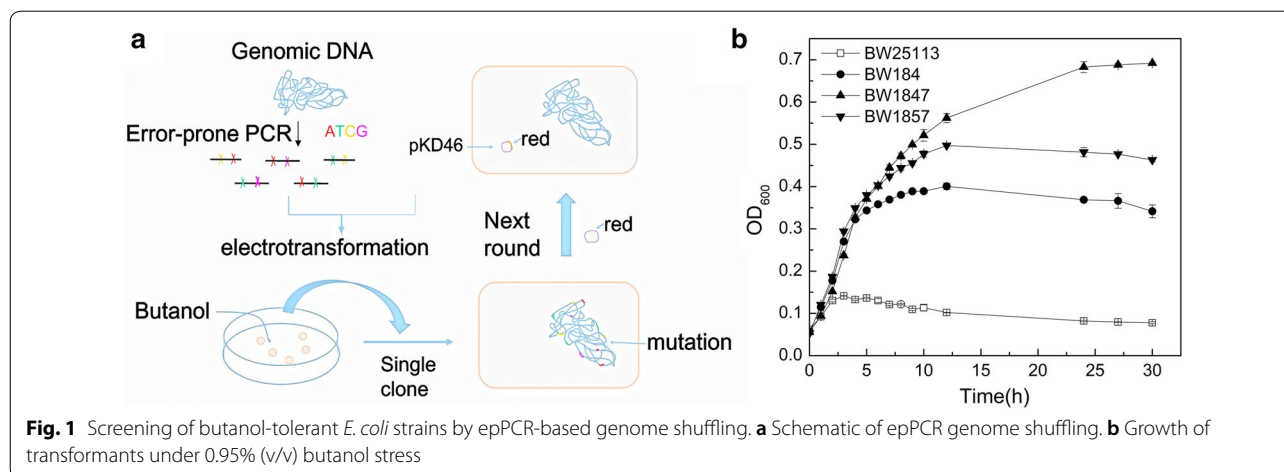 a
Genomic DNA
Error-prone PCR
ATCG
electrotransformation
Butanol
Single
clone
mutation
Next
round
red
pKD46
red
b
BW25113
BW184
BW1847
BW1857
OD600
0.7
0.6
0.5
0.4
0.3
0.2
0.1
0.0
0 5 10 15 20 25 30
Time(h)
Fig. 1 Screening of butanol-tolerant E. coli strains by epPCR-based genome shuffling. a Schematic of epPCR genome shuffling. b Growth of
transformants under 0.95% (v/v) butanol stress